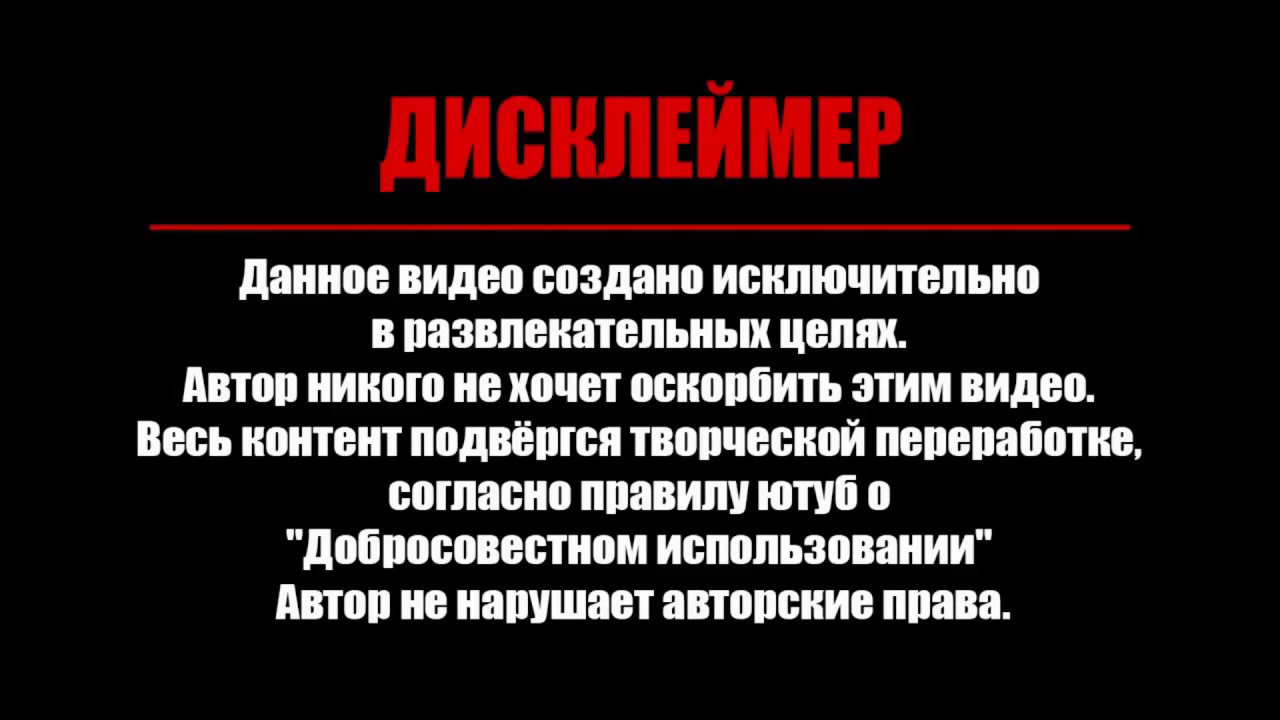 ДИСКЛЕЙМЕР
Данное видео создано исключительно
в развлекательных целях.
Автор никого не хочет оскорбить этим видео.
Весь контент подвёргся творческой переработке,
согласно правилу ютуб о
"Добросовестном использовании"
Автор не нарушает авторские права.